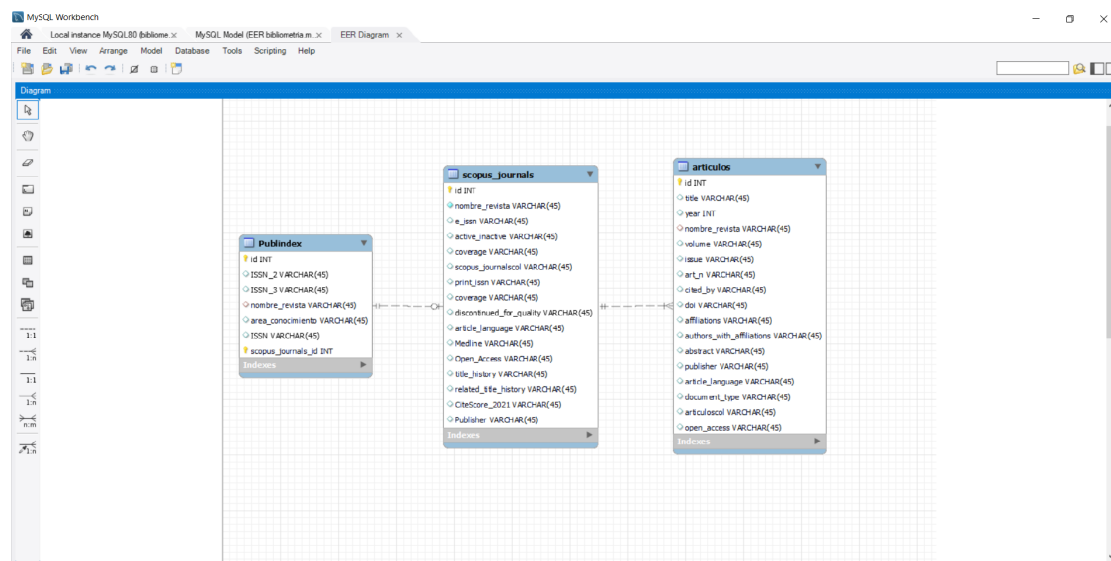 MySQL Workbench
Local instance MySQL80 (bibliome. × MySQL Model (EER bibliometria m. × EER Diagram ×
File Edit View Arrange Model Database Tools Scripting Help
Diagram
1:1
1:n
1:1
1:n
n:m
1:n
Publindex
id INT
ISSN_2 VARCHAR(45)
ISSN_3 VARCHAR(45)
nombre_revista VARCHAR(45)
area_conocimiento VARCHAR(45)
ISSN VARCHAR(45)
scopus_journals_id INT
Indexes
scopus_journals
id INT
nombre_revista VARCHAR(45)
e_issn VARCHAR(45)
active_inactive VARCHAR(45)
coverage VARCHAR(45)
scopus_journalscol VARCHAR(45)
print_issn VARCHAR(45)
coverage VARCHAR(45)
discontinued_for_quality VARCHAR(45)
article_language VARCHAR(45)
Medline VARCHAR(45)
Open_Access VARCHAR(45)
title_history VARCHAR(45)
related_title_history VARCHAR(45)
CiteScore_2021 VARCHAR(45)
Publisher VARCHAR(45)
Indexes
articulos
id INT
title VARCHAR(45)
year INT
nombre_revista VARCHAR(45)
volume VARCHAR(45)
issue VARCHAR(45)
art_n VARCHAR(45)
cited_by VARCHAR(45)
doi VARCHAR(45)
affiliations VARCHAR(45)
authors_with_affiliations VARCHAR(45)
abstract VARCHAR(45)
publisher VARCHAR(45)
article_language VARCHAR(45)
document_type VARCHAR(45)
articuloscol VARCHAR(45)
open_access VARCHAR(45)
Indexes